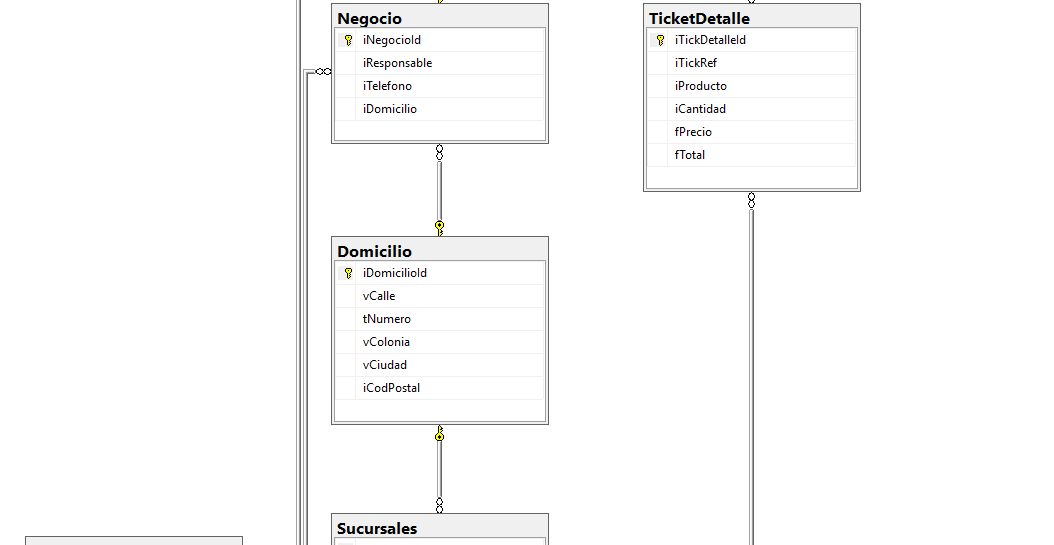 Negocio
iNegocioId
iResponsable
iTelefono
iDomicilio
TicketDetalle
iTickDetalleId
iTickRef
iProducto
iCantidad
fPrecio
fTotal
Domicilio
iDomicilioId
vCalle
tNumero
vColonia
vCiudad
iCodPostal
Sucursales